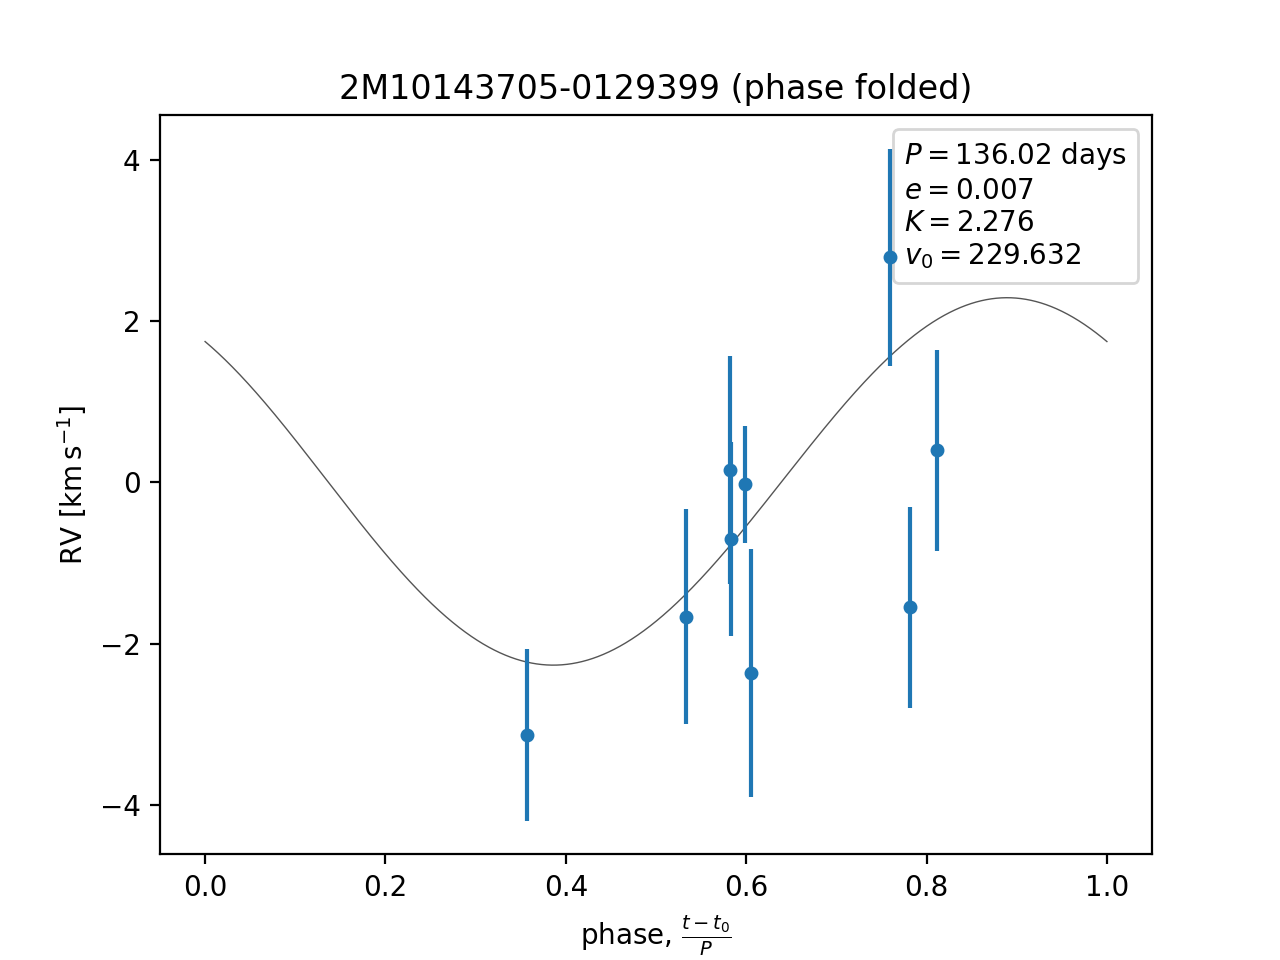 2M10143705-0129399 (phase folded)
P = 136.02 days
e = 0.007
K = 2.276
v₀ = 229.632
4
2
0
−2
−4
RV [km s⁻¹]
0.0 0.2 0.4 0.6 0.8 1.0
phase, (t − t₀)/P